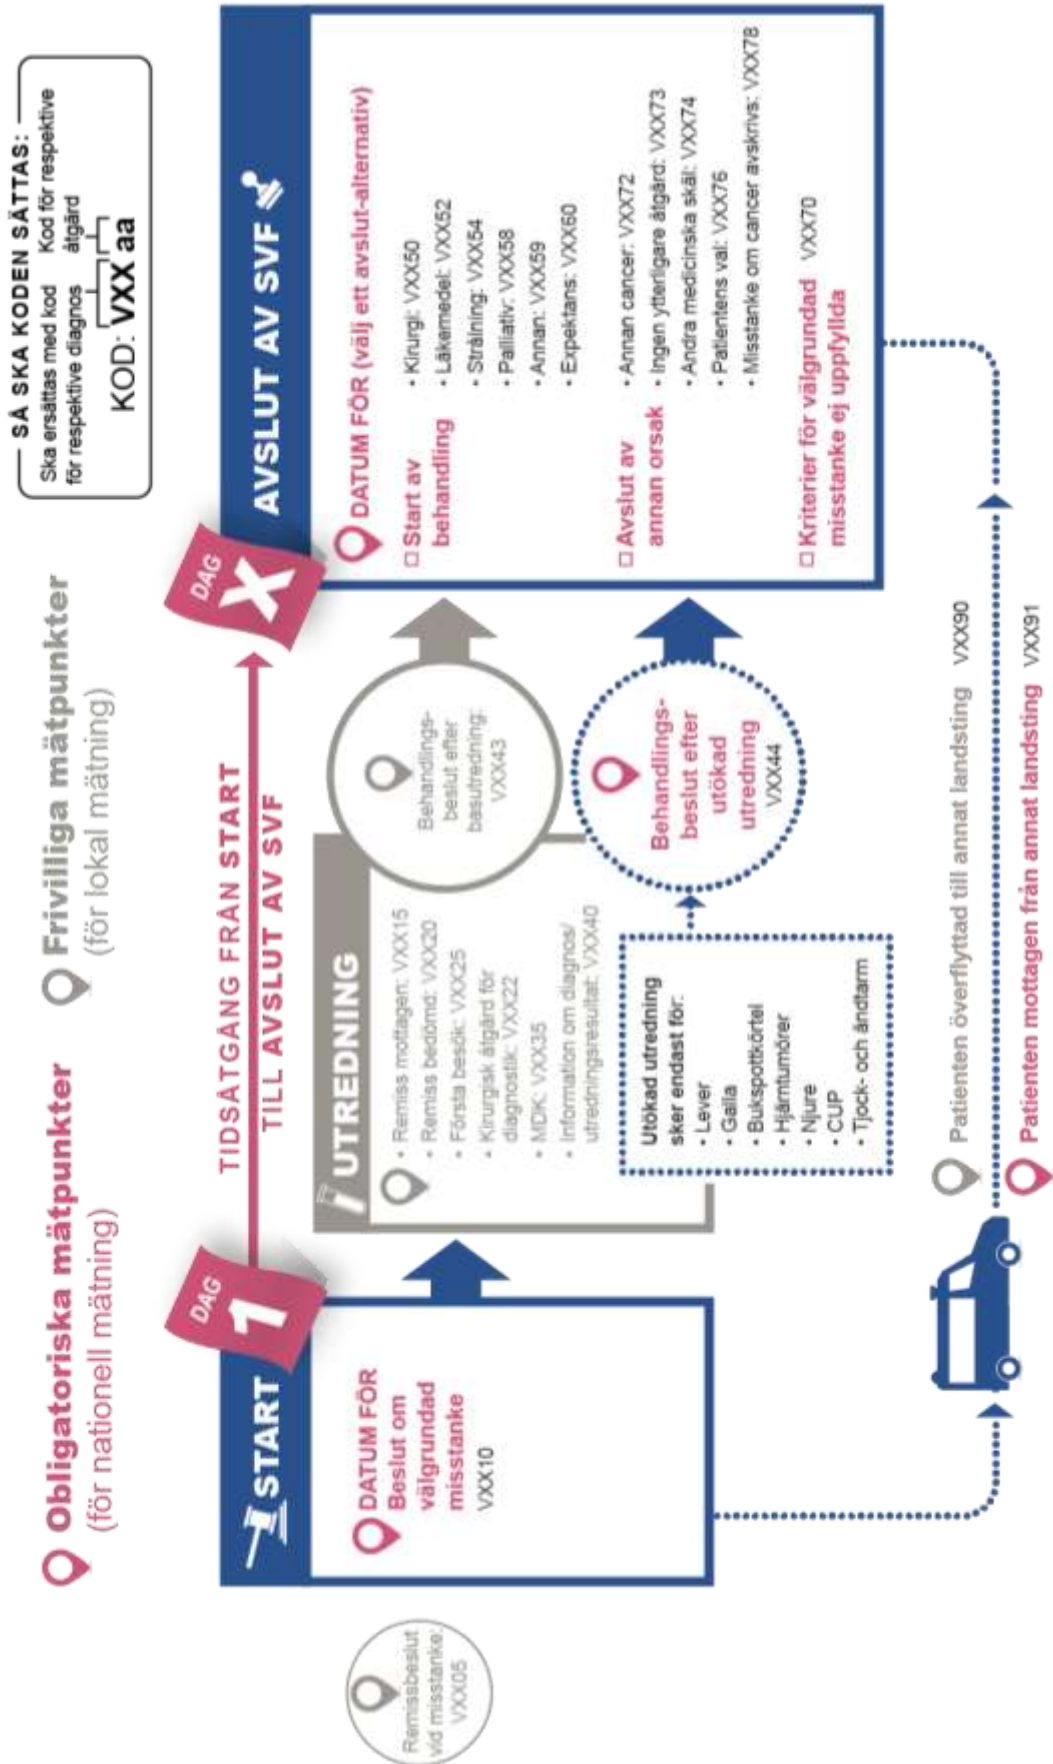 Obligatoriska mätpunkter
(för nationell mätning)
Frivilliga mätpunkter
(för lokal mätning)
SÅ SKA KODEN SÄTTAS:
Ska ersättas med kod
för respektive diagnos
Kod för respektive
åtgärd
KOD: VXX aa
TIDSÅTGÅNG FRÅN START
TILL AVSLUT AV SVF
Remissbeslut
vid misstanke:
VXX05
DAG
1
START
DATUM FÖR
Beslut om
välgrundad
misstanke
VXX10
UTREDNING
• Remiss mottagen: VXX15
• Remiss bedömd: VXX20
• Första besök: VXX25
• Kirurgisk åtgärd för
diagnostik: VXX22
• MDK: VXX35
• Information om diagnos/
utredningsresultat: VXX40
Utökad utredning
sker endast för:
• Lever
• Galla
• Bukspottkörtel
• Hjärntumörer
• Njure
• CUP
• Tjock- och ändtarm
Behandlings-
beslut efter
basutredning:
VXX43
Behandlings-
beslut efter
utökad
utredning
VXX44
DAG
X
AVSLUT AV SVF
DATUM FÖR (välj ett avslut-alternativ)
Start av
behandling
• Kirurgi: VXX50
• Läkemedel: VXX52
• Strålning: VXX54
• Palliativ: VXX58
• Annan: VXX59
• Expektans: VXX60
Avslut av
annan orsak
• Annan cancer: VXX72
• Ingen ytterligare åtgärd: VXX73
• Andra medicinska skäl: VXX74
• Patientens val: VXX76
• Misstanke om cancer avskrivs: VXX78
Kriterier för välgrundad
misstanke ej uppfyllda
VXX70
Patienten överflyttad till annat landsting VXX90
Patienten mottagen från annat landsting VXX91